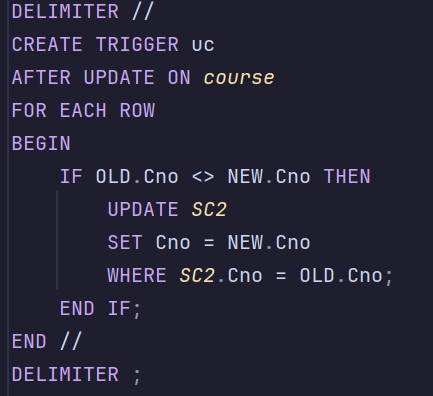 DELIMITER //
CREATE TRIGGER uc
AFTER UPDATE ON course
FOR EACH ROW
BEGIN
    IF OLD.Cno <> NEW.Cno THEN
        UPDATE SC2
        SET Cno = NEW.Cno
        WHERE SC2.Cno = OLD.Cno;
    END IF;
END //
DELIMITER ;